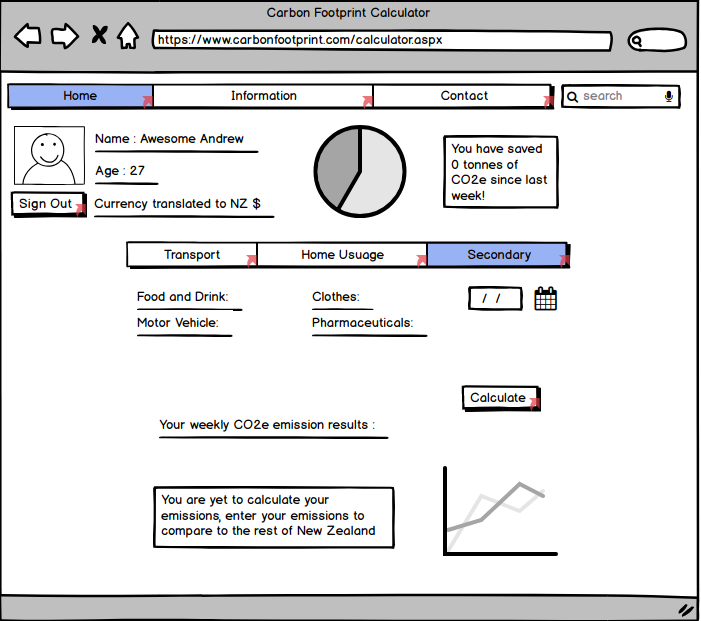 Carbon Footprint Calculator
https://www.carbonfootprint.com/calculator.aspx
Home Information Contact search
Name : Awesome Andrew
Age : 27
Sign Out Currency translated to NZ $
You have saved
0 tonnes of
CO2e since last
week!
Transport Home Usuage Secondary
Food and Drink: Clothes: / /
Motor Vehicle: Pharmaceuticals:
Calculate
Your weekly CO2e emission results :
You are yet to calculate your
emissions, enter your emissions to
compare to the rest of New Zealand